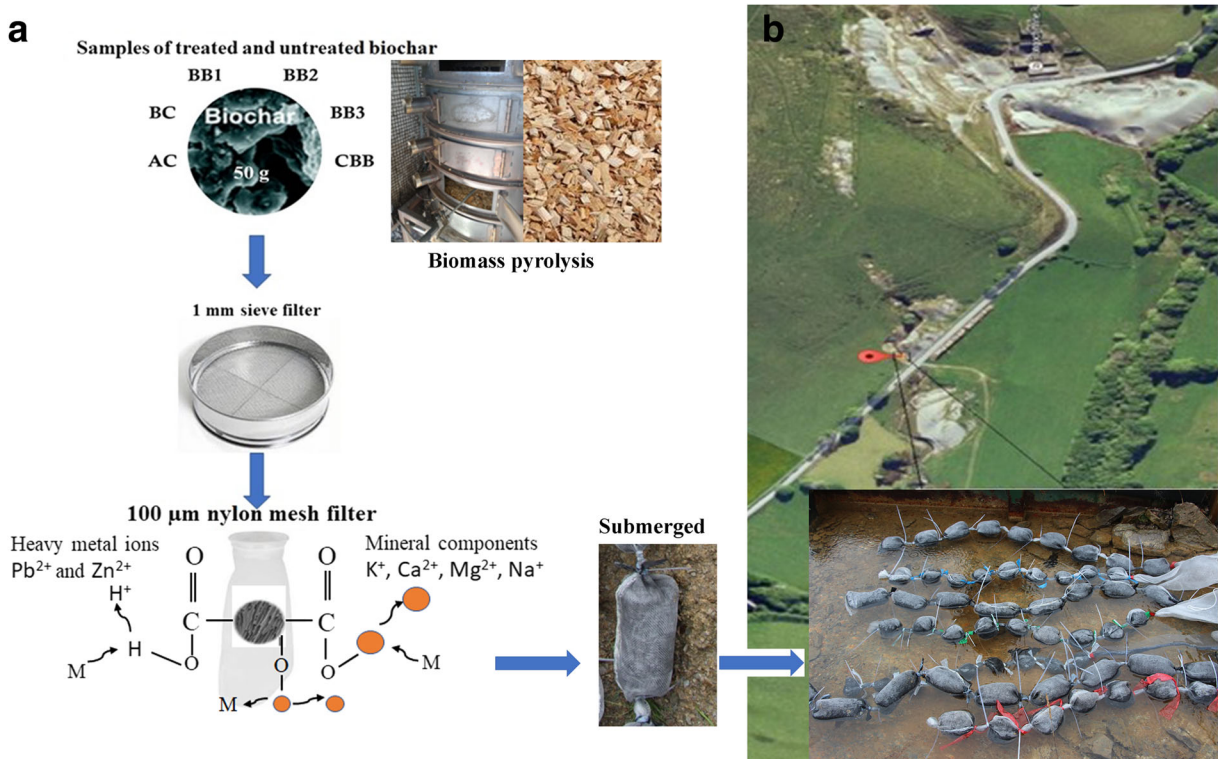 a
b
Samples of treated and untreated biochar
BB1
BB2
BC
Biochar
BB3
AC
50 g
CBB
Biomass pyrolysis
1 mm sieve filter
100 µm nylon mesh filter
Heavy metal ions
Pb²⁺ and Zn²⁺
Mineral components
K⁺, Ca²⁺, Mg²⁺, Na⁺
Submerged
O
O
H⁺
C
C
H
M
O
O
O
M
M